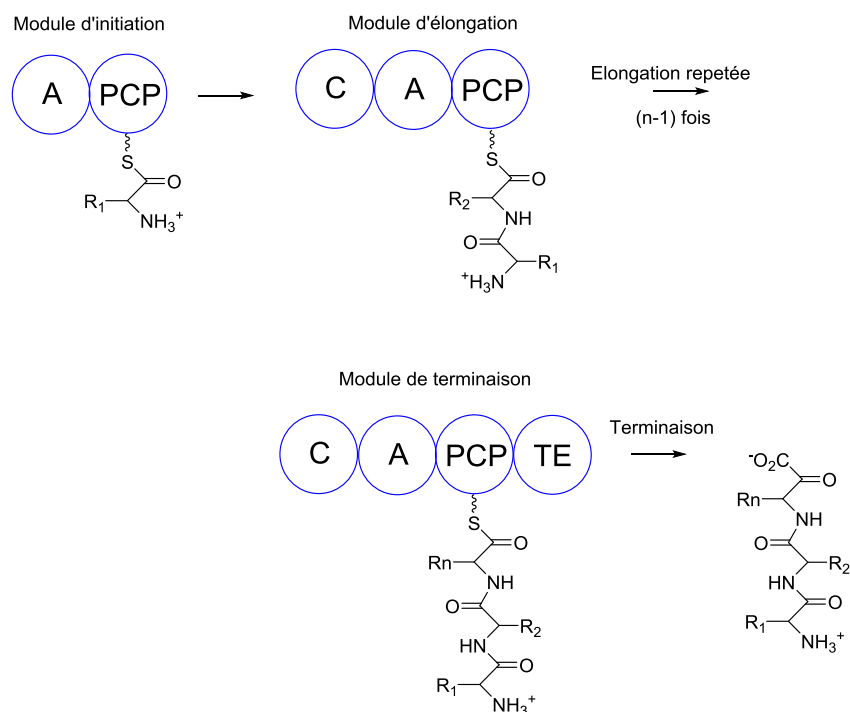 Module d'initiation
Module d'élongation
A PCP
C A PCP
Elongation repetée
(n-1) fois
S
O
R1
NH3+
S
O
R2
NH
O
R1
+H3N
Module de terminaison
C A PCP TE
Terminaison
S
O
Rn
NH
O
R2
HN
O
R1
NH3+
-O2C
O
Rn
NH
O
R2
NH
O
R1
NH3+